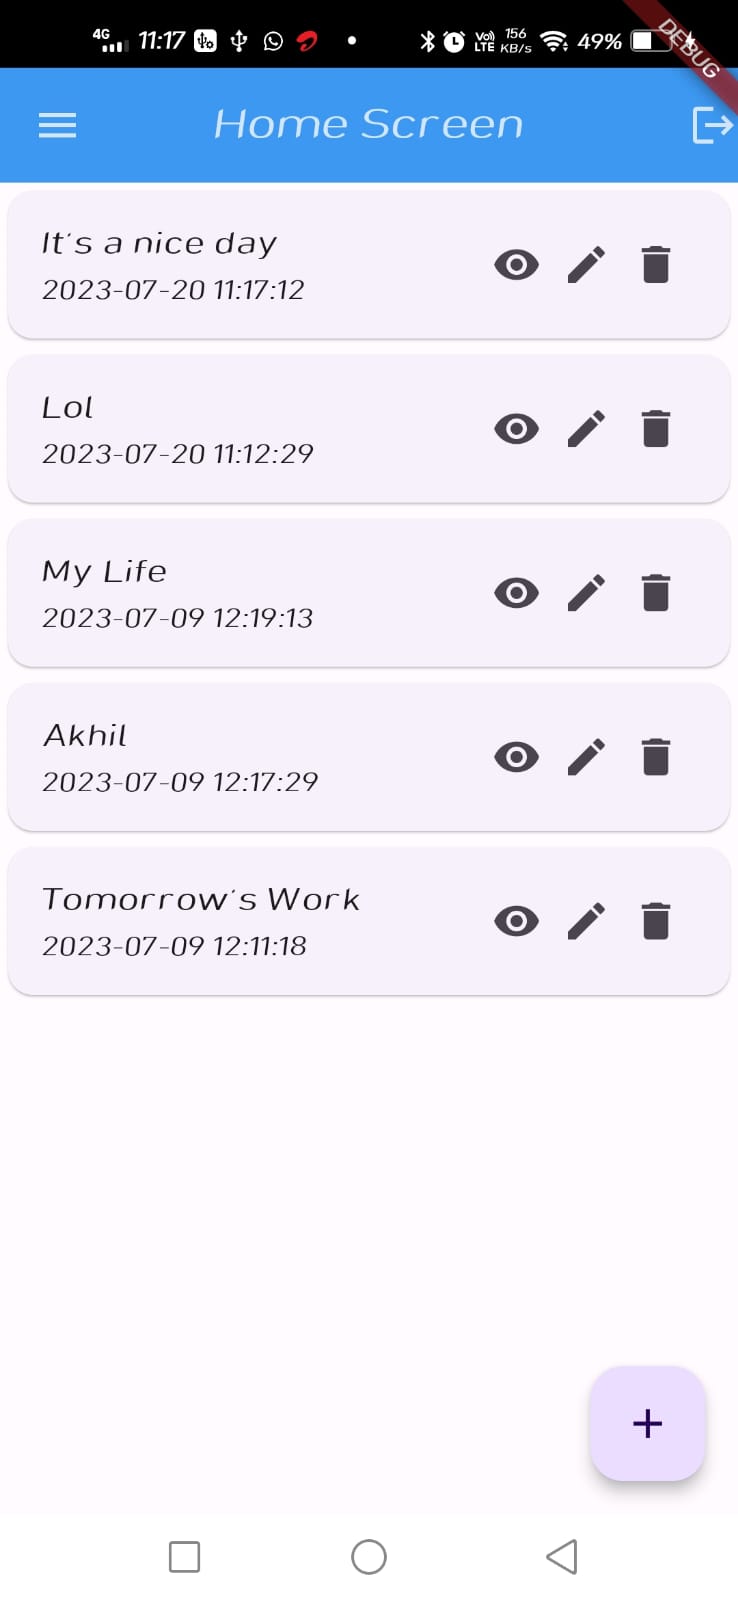 4G 11:17 Vo)) LTE 156 KB/s 49%
DEBUG
Home Screen
It's a nice day
2023-07-20 11:17:12
Lol
2023-07-20 11:12:29
My Life
2023-07-09 12:19:13
Akhil
2023-07-09 12:17:29
Tomorrow's Work
2023-07-09 12:11:18